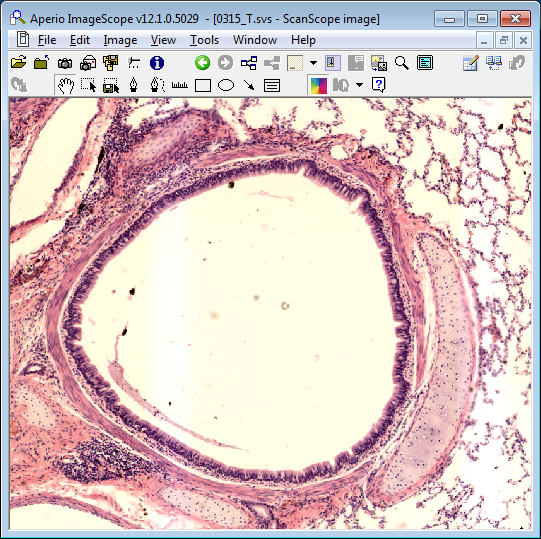 Aperio ImageScope v12.1.0.5029 - [0315_T.svs - ScanScope image]
File Edit Image View Tools Window Help